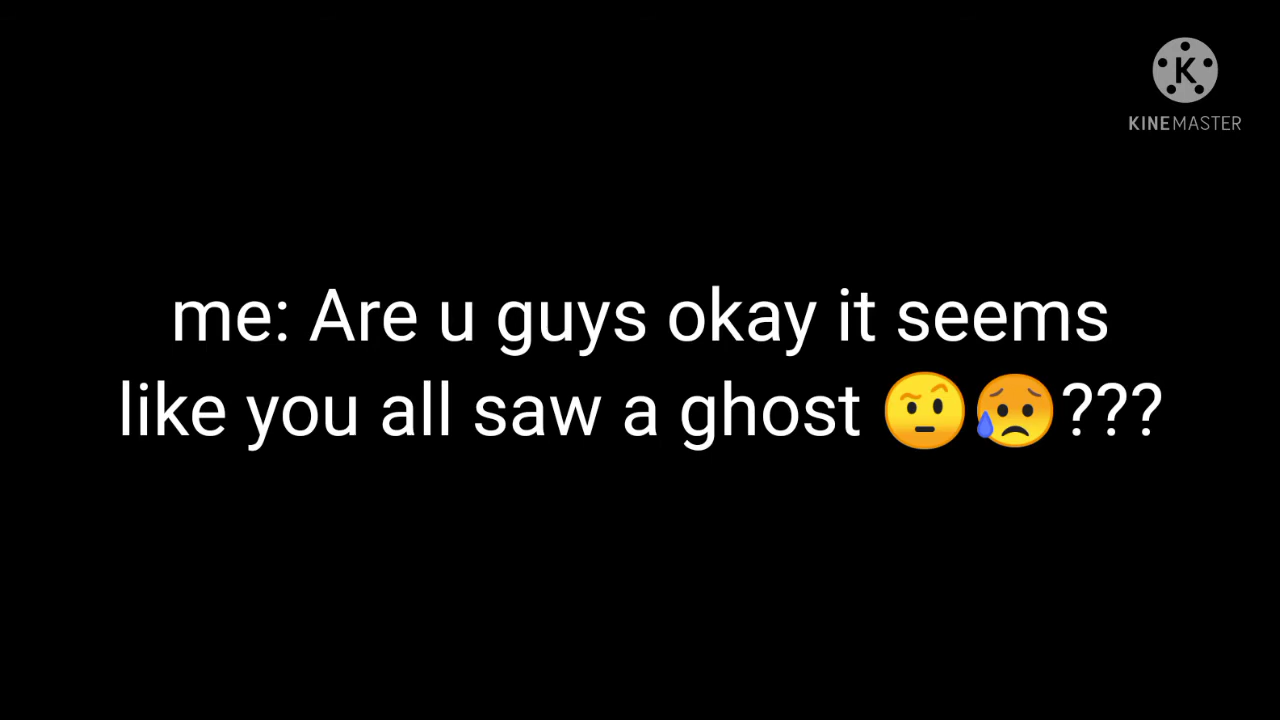 K
KINEMASTER
me: Are u guys okay it seems
like you all saw a ghost 🤨😥???